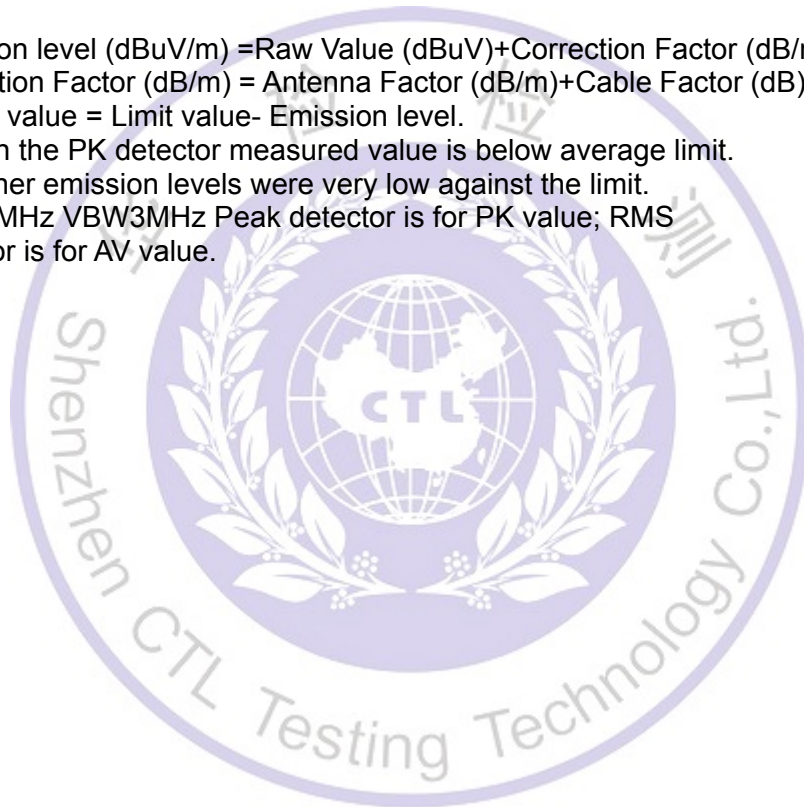 on level (dBuV/m) =Raw Value (dBuV)+Correction Factor (dB/m
tion Factor (dB/m) = Antenna Factor (dB/m)+Cable Factor (dB)
value = Limit value- Emission level.
n the PK detector measured value is below average limit.
her emission levels were very low against the limit.
MHz VBW3MHz Peak detector is for PK value; RMS
or is for AV value.
检 测
CTL
Shenzhen CTL Testing Technology Co., Ltd.